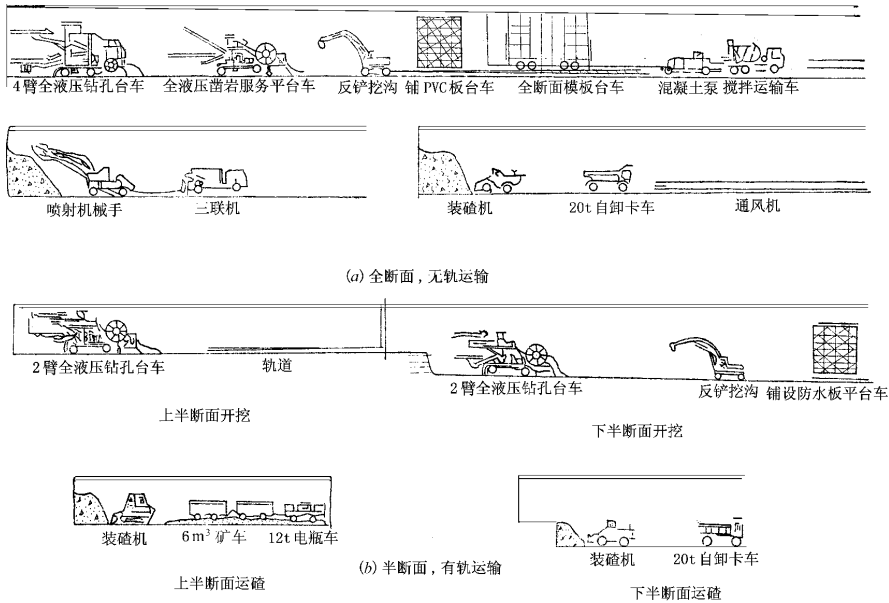 4臂全液压钻孔台车 全液压凿岩服务平台车 反铲挖沟 铺PVC板台车 全断面模板台车 混凝土泵 搅拌运输车
喷射机械手 三联机 装碴机 20t自卸卡车 通风机
(a) 全断面，无轨运输
2臂全液压钻孔台车 轨道 2臂全液压钻孔台车 反铲挖沟 铺设防水板平台车
上半断面开挖 下半断面开挖
装碴机 6m³矿车 12t电瓶车 装碴机 20t自卸卡车
(b) 半断面，有轨运输
上半断面运碴 下半断面运碴